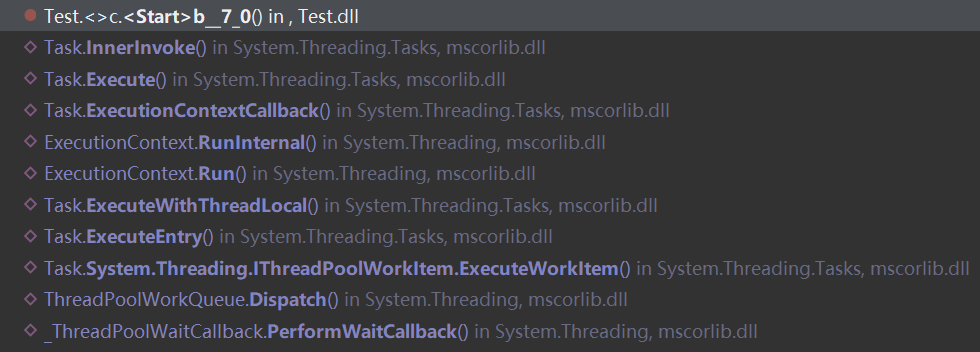 Test.<>c.<Start>b__7_0() in , Test.dll
Task.InnerInvoke() in System.Threading.Tasks, mscorlib.dll
Task.Execute() in System.Threading.Tasks, mscorlib.dll
Task.ExecutionContextCallback() in System.Threading.Tasks, mscorlib.dll
ExecutionContext.RunInternal() in System.Threading, mscorlib.dll
ExecutionContext.Run() in System.Threading, mscorlib.dll
Task.ExecuteWithThreadLocal() in System.Threading.Tasks, mscorlib.dll
Task.ExecuteEntry() in System.Threading.Tasks, mscorlib.dll
Task.System.Threading.IThreadPoolWorkItem.ExecuteWorkItem() in System.Threading.Tasks, mscorlib.dll
ThreadPoolWorkQueue.Dispatch() in System.Threading, mscorlib.dll
_ThreadPoolWaitCallback.PerformWaitCallback() in System.Threading, mscorlib.dll